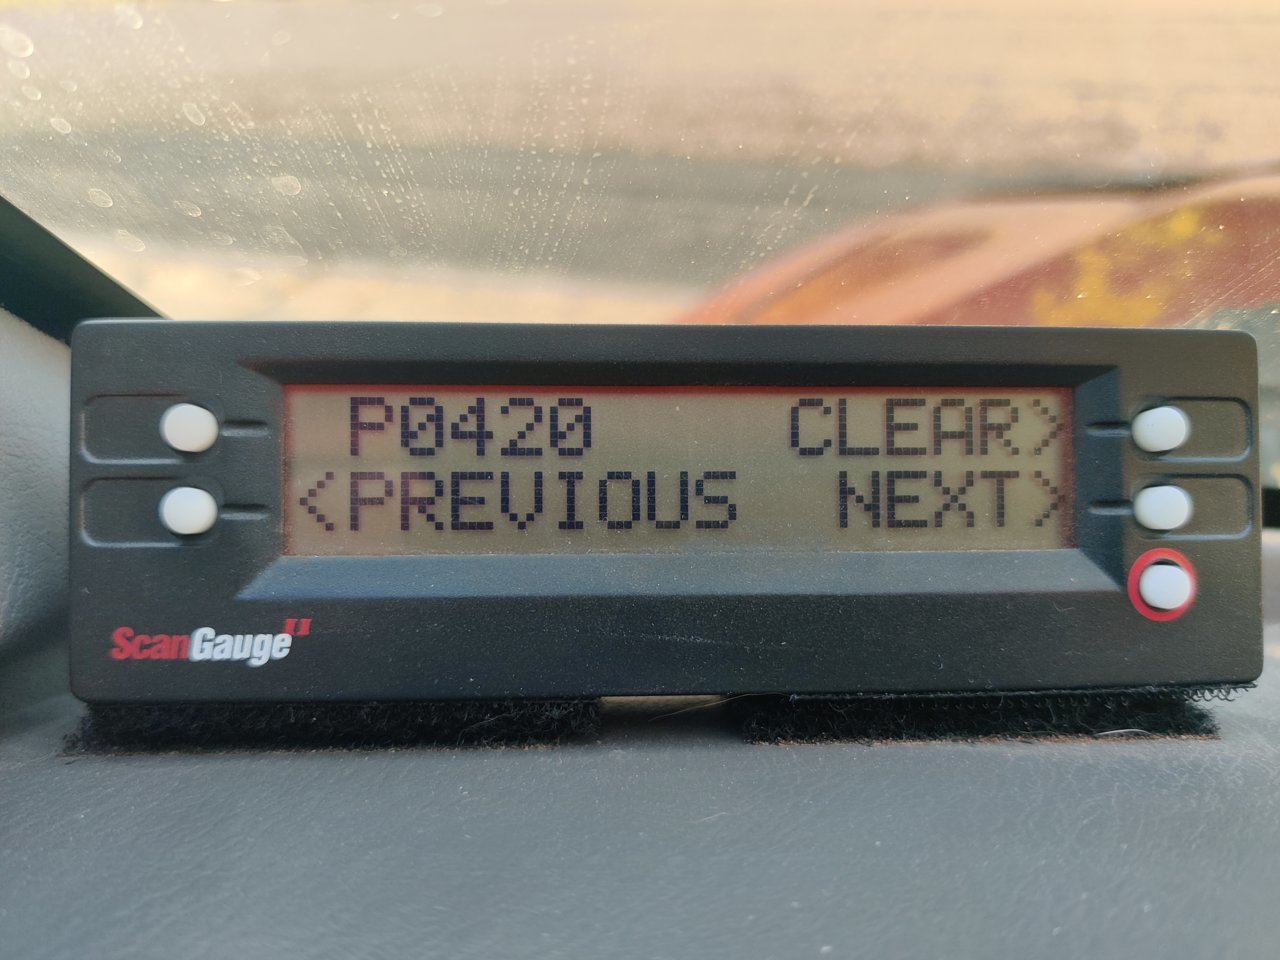 P0420 CLEAR>
<PREVIOUS NEXT>
ScanGauge II